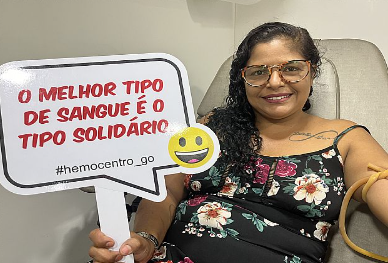 O MELHOR TIPO
DE SANGUE É O
TIPO SOLIDÁRIO
#hemocentro_go